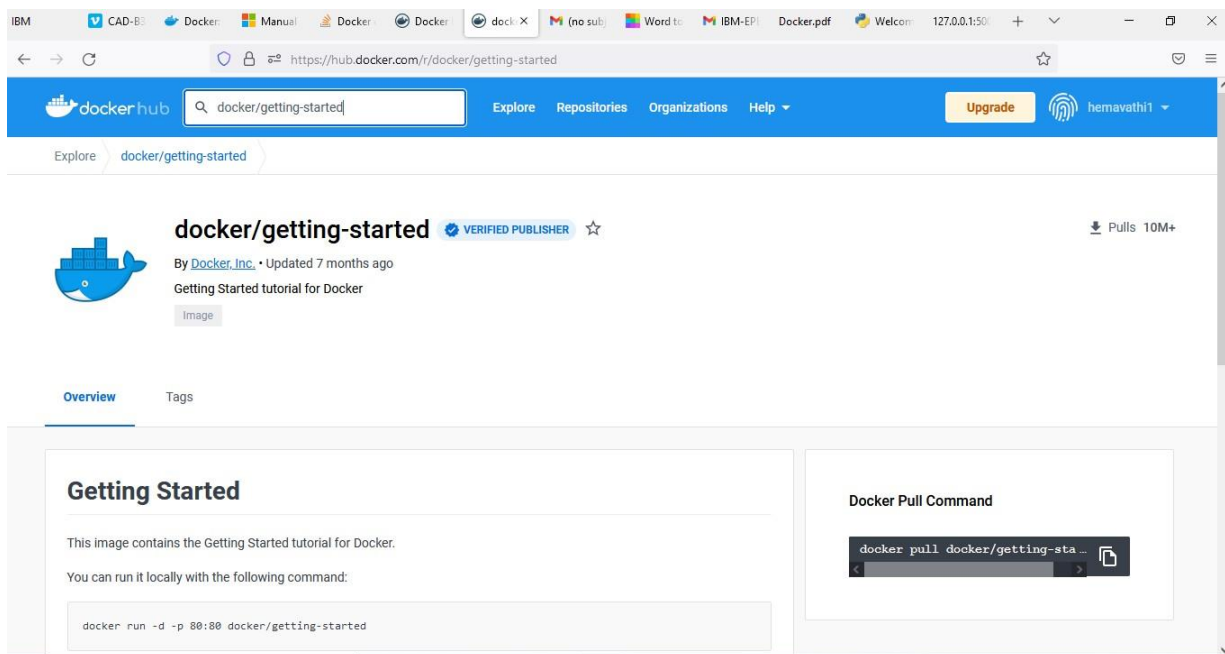 IBM CAD-B3 Docker: Manual Docker Docker docke (no subj Word to IBM-EPI Docker.pdf Welcom 127.0.0.1:500
https://hub.docker.com/r/docker/getting-started
dockerhub docker/getting-started Explore Repositories Organizations Help Upgrade hemavathi1
Explore docker/getting-started
docker/getting-started VERIFIED PUBLISHER Pulls 10M+
By Docker, Inc. • Updated 7 months ago
Getting Started tutorial for Docker
Image
Overview Tags
Getting Started
This image contains the Getting Started tutorial for Docker.
You can run it locally with the following command:
docker run -d -p 80:80 docker/getting-started
Docker Pull Command
docker pull docker/getting-sta…